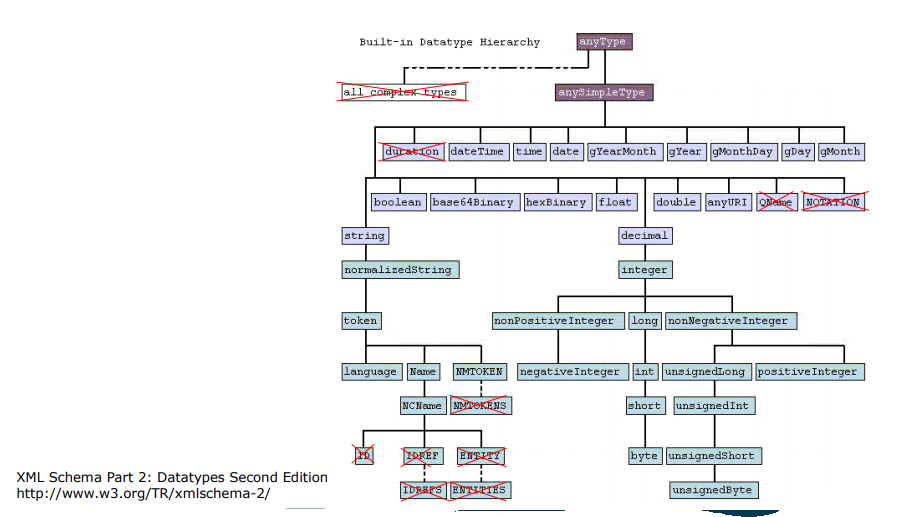 Built-in Datatype Hierarchy anyType
all complex types anySimpleType
duration dateTime time date gYearMonth gYear gMonthDay gDay gMonth
boolean base64Binary hexBinary float double anyURI QName NOTATION
string decimal
normalizedString integer
token nonPositiveInteger long nonNegativeInteger
language Name NMTOKEN negativeInteger int unsignedLong positiveInteger
NCName NMTOKENS short unsignedInt
ID IDREF ENTITY byte unsignedShort
IDREFS ENTITIES unsignedByte
XML Schema Part 2: Datatypes Second Edition
http://www.w3.org/TR/xmlschema-2/